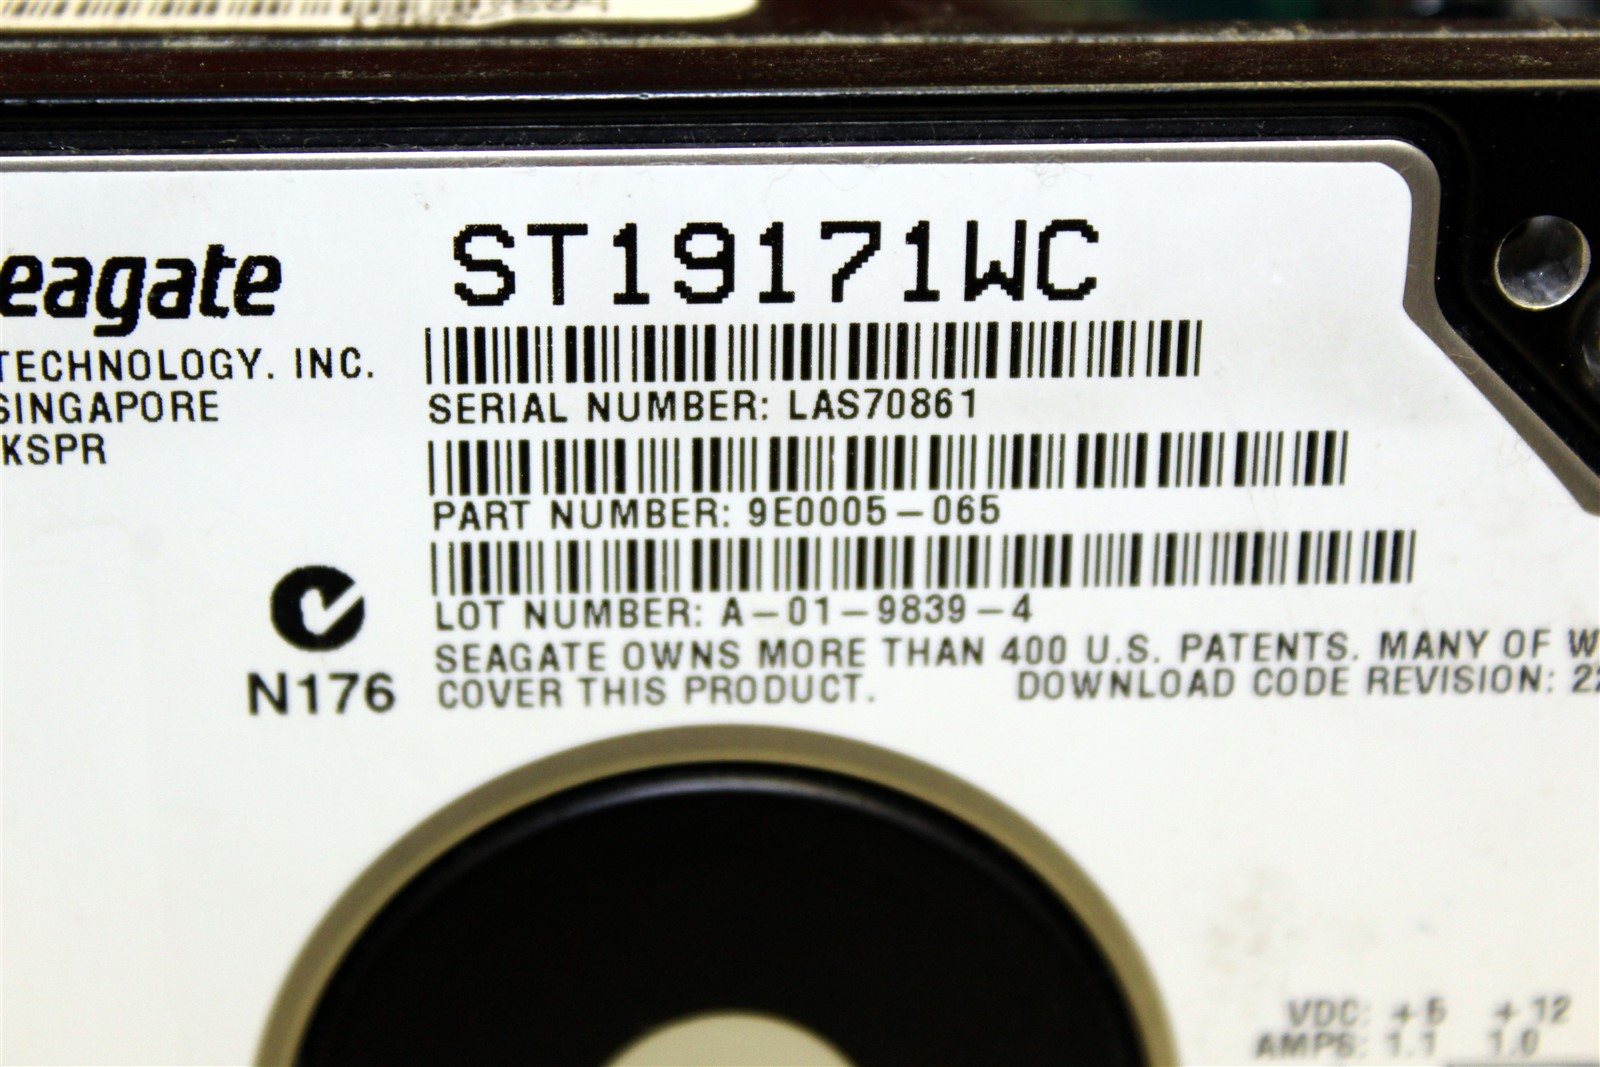 eagate
TECHNOLOGY. INC.
SINGAPORE
KSPR
ST19171WC
SERIAL NUMBER: LAS70861
PART NUMBER: 9E0005-065
LOT NUMBER: A-01-9839-4
SEAGATE OWNS MORE THAN 400 U.S. PATENTS. MANY OF W
COVER THIS PRODUCT. DOWNLOAD CODE REVISION: 22
N176
VDC: +5 +12
AMPS: 1.1 1.0